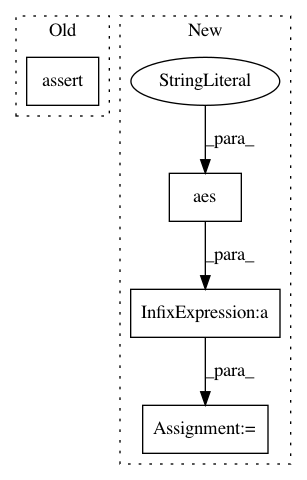 Old
New
assert
StringLiteral
_para_
aes
_para_
InfixExpression:a
_para_
Assignment:=